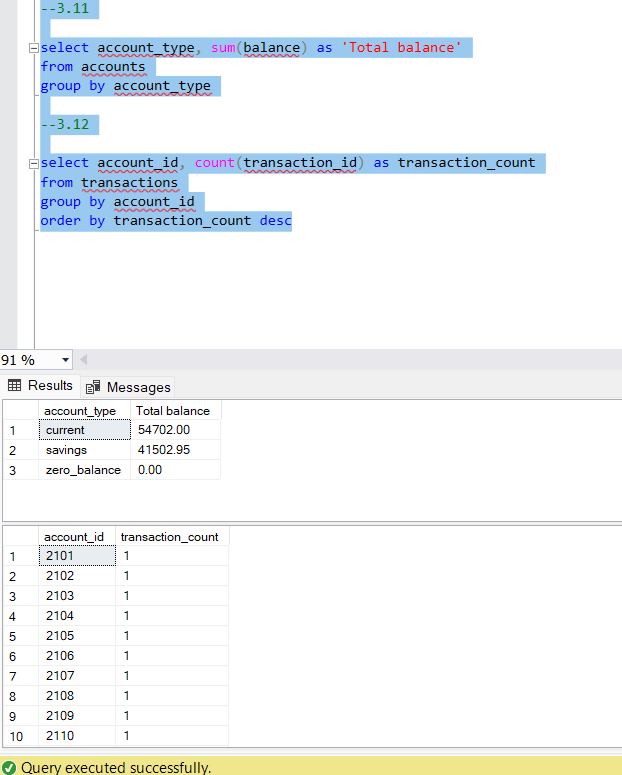 --3.11
select account_type, sum(balance) as 'Total balance'
from accounts
group by account_type
--3.12
select account_id, count(transaction_id) as transaction_count
from transactions
group by account_id
order by transaction_count desc
91 %
Results Messages
account_type Total balance
1 current 54702.00
2 savings 41502.95
3 zero_balance 0.00
account_id transaction_count
1 2101 1
2 2102 1
3 2103 1
4 2104 1
5 2105 1
6 2106 1
7 2107 1
8 2108 1
9 2109 1
10 2110 1
Query executed successfully.